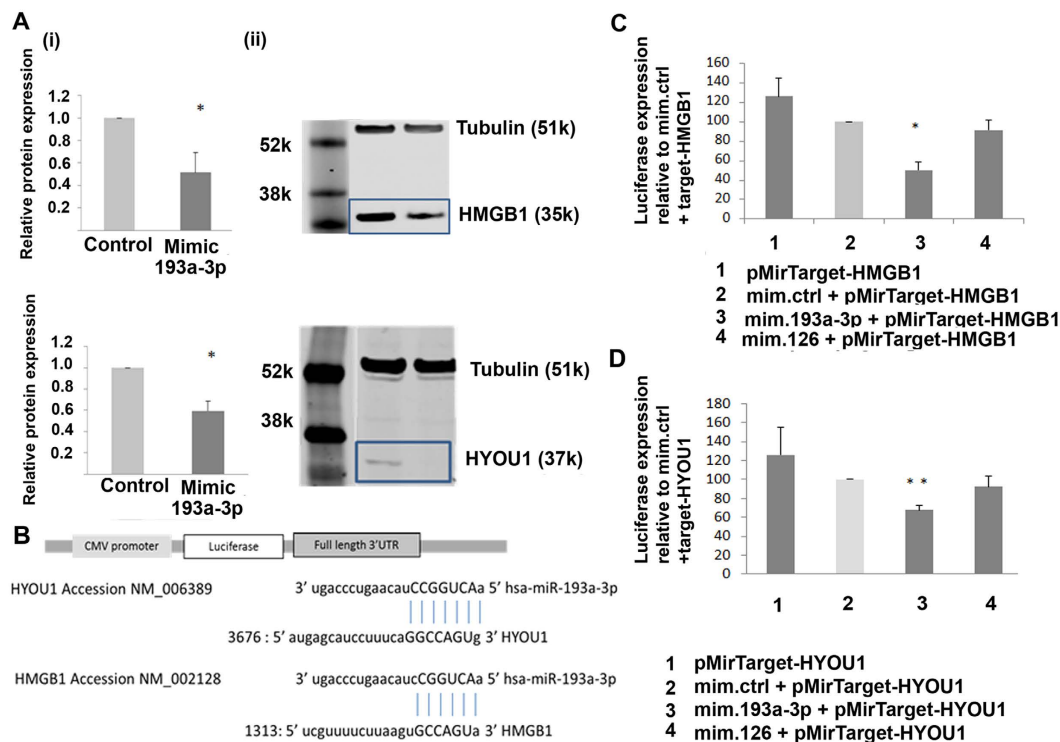 A
(i)
(ii)
Relative protein expression
1.2
1.0
0.8
0.6
0.4
0.2
*
Control
Mimic
193a-3p
52k
38k
Tubulin (51k)
HMGB1 (35k)
Relative protein expression
1.2
1.0
1.0
0.8
0.6
0.4
0.2
*
Control
Mimic
193a-3p
52k
38k
Tubulin (51k)
HYOU1 (37k)
B
CMV promoter
Luciferase
Full length 3'UTR
HYOU1 Accession NM_006389
3' ugacccugaacauCCGGUCAa 5' hsa-miR-193a-3p
3676 : 5' augagcauccuuucaGGCCAGUg 3' HYOU1
HMGB1 Accession NM_002128
3' ugacccugaacauCCGGUCAa 5' hsa-miR-193a-3p
1313: 5' ucguuuucuuaaguGCCAGUa 3' HMGB1
C
Luciferase expression
relative to mim.ctrl
+ target-HMGB1
160
140
120
100
80
60
40
20
0
*
1
2
3
4
1 pMirTarget-HMGB1
2 mim.ctrl + pMirTarget-HMGB1
3 mim.193a-3p + pMirTarget-HMGB1
4 mim.126 + pMirTarget-HMGB1
D
Luciferase expression
relative to mim.ctrl
+target-HYOU1
180
160
140
120
100
80
60
40
20
0
* *
1
2
3
4
1 pMirTarget-HYOU1
2 mim.ctrl + pMirTarget-HYOU1
3 mim.193a-3p + pMirTarget-HYOU1
4 mim.126 + pMirTarget-HYOU1